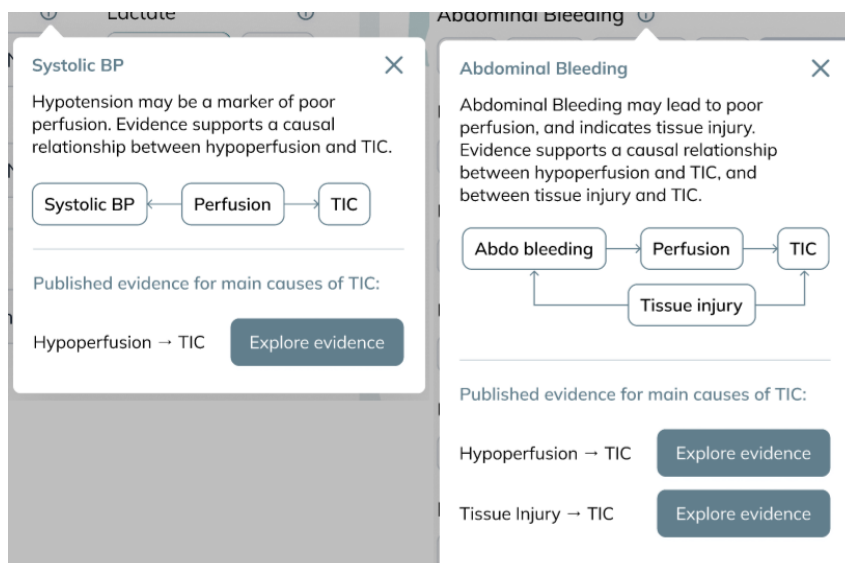 Lactate
Systolic BP
Hypotension may be a marker of poor
perfusion. Evidence supports a causal
relationship between hypoperfusion and TIC.
Systolic BP
Perfusion
TIC
Published evidence for main causes of TIC:
Hypoperfusion → TIC
Explore evidence
Abdominal Bleeding
Abdominal Bleeding
Abdominal Bleeding may lead to poor
perfusion, and indicates tissue injury.
Evidence supports a causal relationship
between hypoperfusion and TIC, and
between tissue injury and TIC.
Abdo bleeding
Perfusion
TIC
Tissue injury
Published evidence for main causes of TIC:
Hypoperfusion → TIC
Explore evidence
Tissue Injury → TIC
Explore evidence